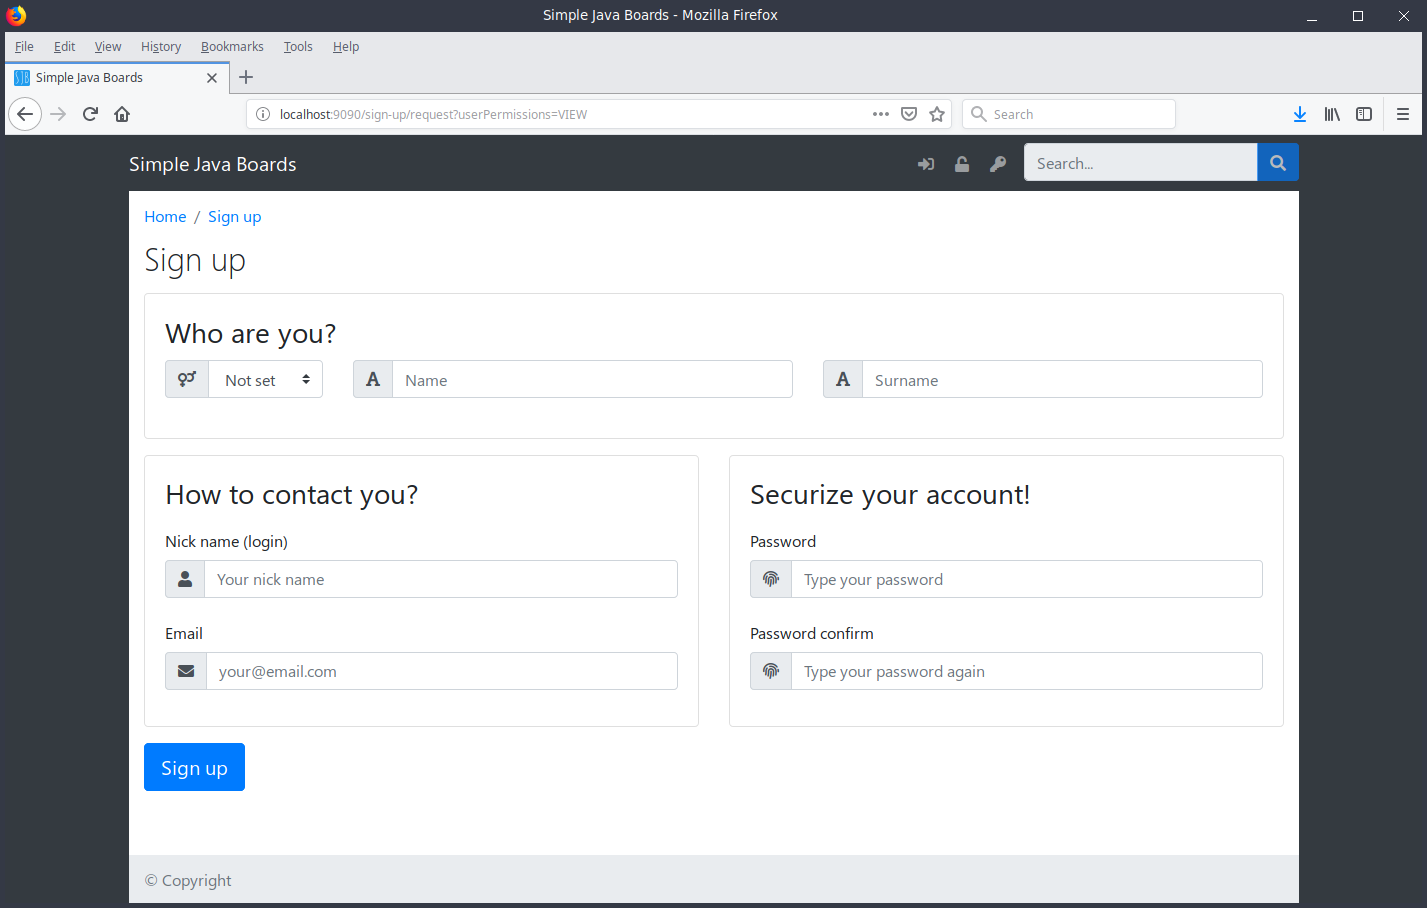 Simple Java Boards - Mozilla Firefox
File Edit View History Bookmarks Tools Help
SJB Simple Java Boards
localhost:9090/sign-up/request?userPermissions=VIEW
Search
Simple Java Boards
Search...
Home / Sign up
Sign up
Who are you?
Not set
A Name
A Surname
How to contact you?
Nick name (login)
Your nick name
Email
your@email.com
Securize your account!
Password
Type your password
Password confirm
Type your password again
Sign up
© Copyright